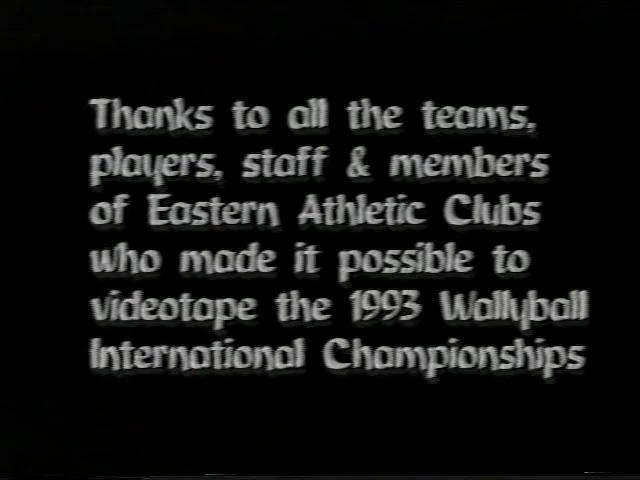 Thanks to all the teams,
players, staff & members
of Eastern Athletic Clubs
who made it possible to
videotape the 1993 Wallyball
International Championships